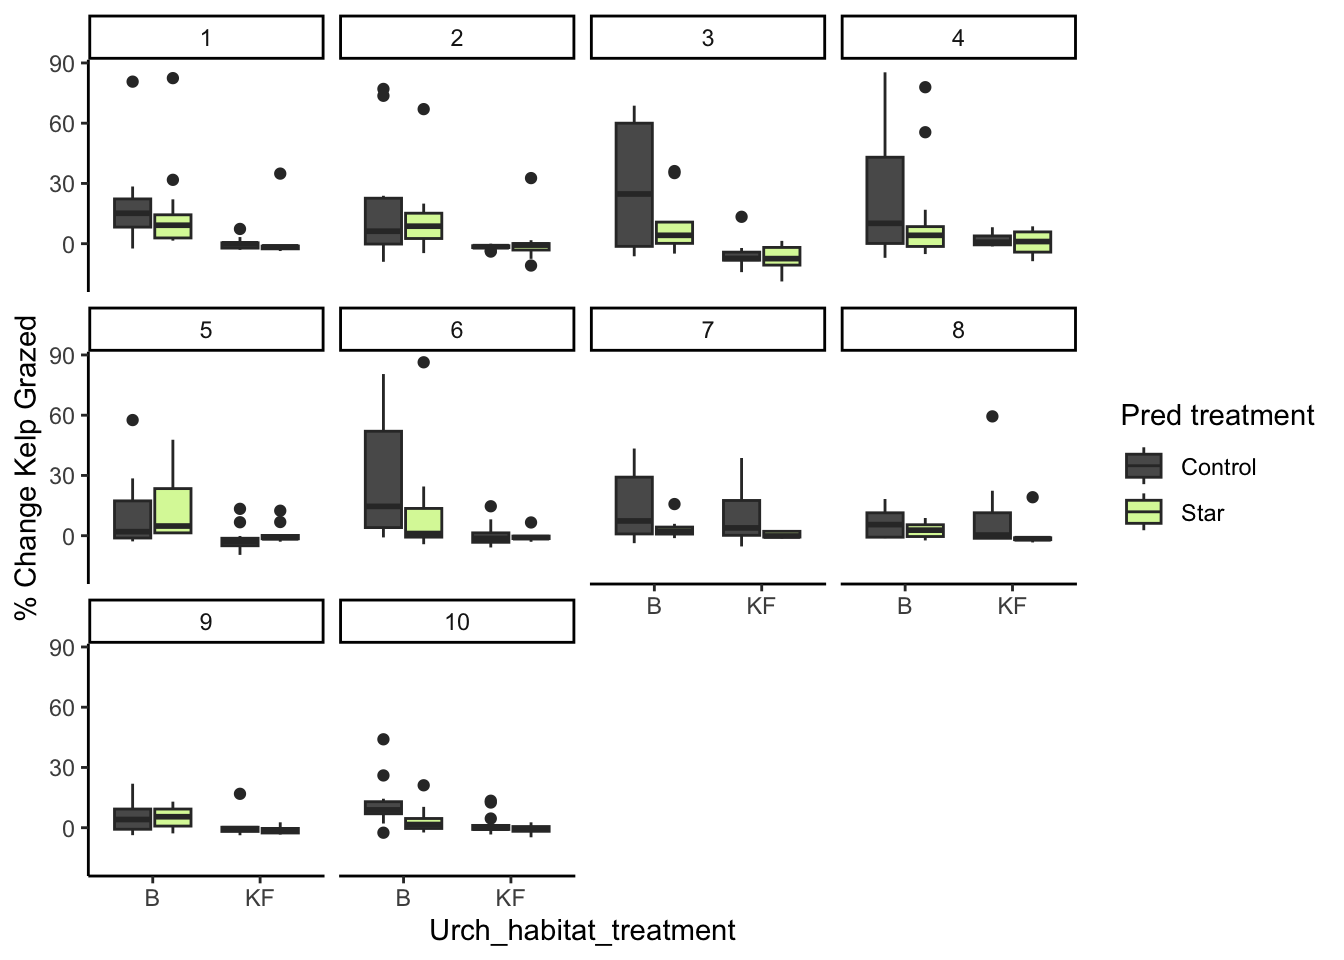 1 2 3 4
90
60
30
0
5 6 7 8
90
60
30
0
B KF B KF
9 10
90
60
30
0
B KF B KF
Urch_habitat_treatment
% Change Kelp Grazed
Pred treatment
Control
Star